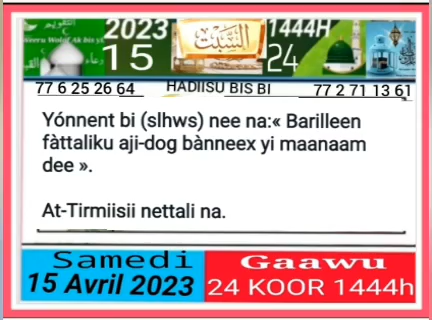 2023
15
السبت
1444H
24
77 6 25 26 64 HADIISU BIS BI 77 2 71 13 61
Yónnent bi (slhws) nee na:« Barilleen
fàttaliku aji-dog bànneex yi maanaam
dee ».
At-Tirmiisii nettali na.
Samedi
15 Avril 2023
Gaawu
24 KOOR 1444h